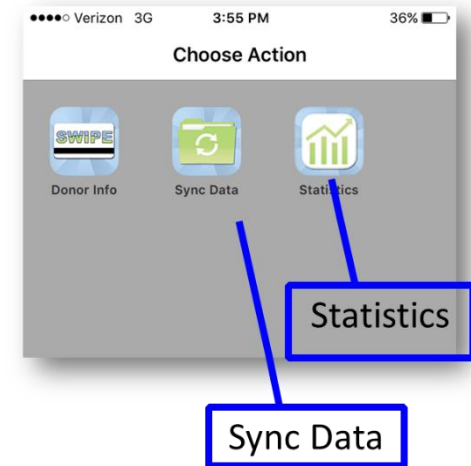 Verizon 3G 3:55 PM 36%
Choose Action
SWIPE
Donor Info Sync Data Statistics
Statistics
Sync Data